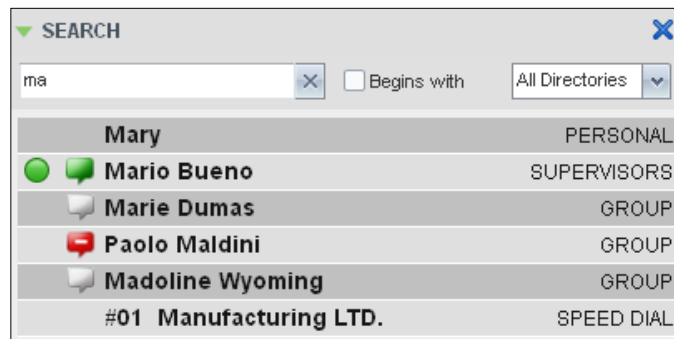 SEARCH
ma Begins with All Directories
Mary PERSONAL
Mario Bueno SUPERVISORS
Marie Dumas GROUP
Paolo Maldini GROUP
Madoline Wyoming GROUP
#01 Manufacturing LTD. SPEED DIAL